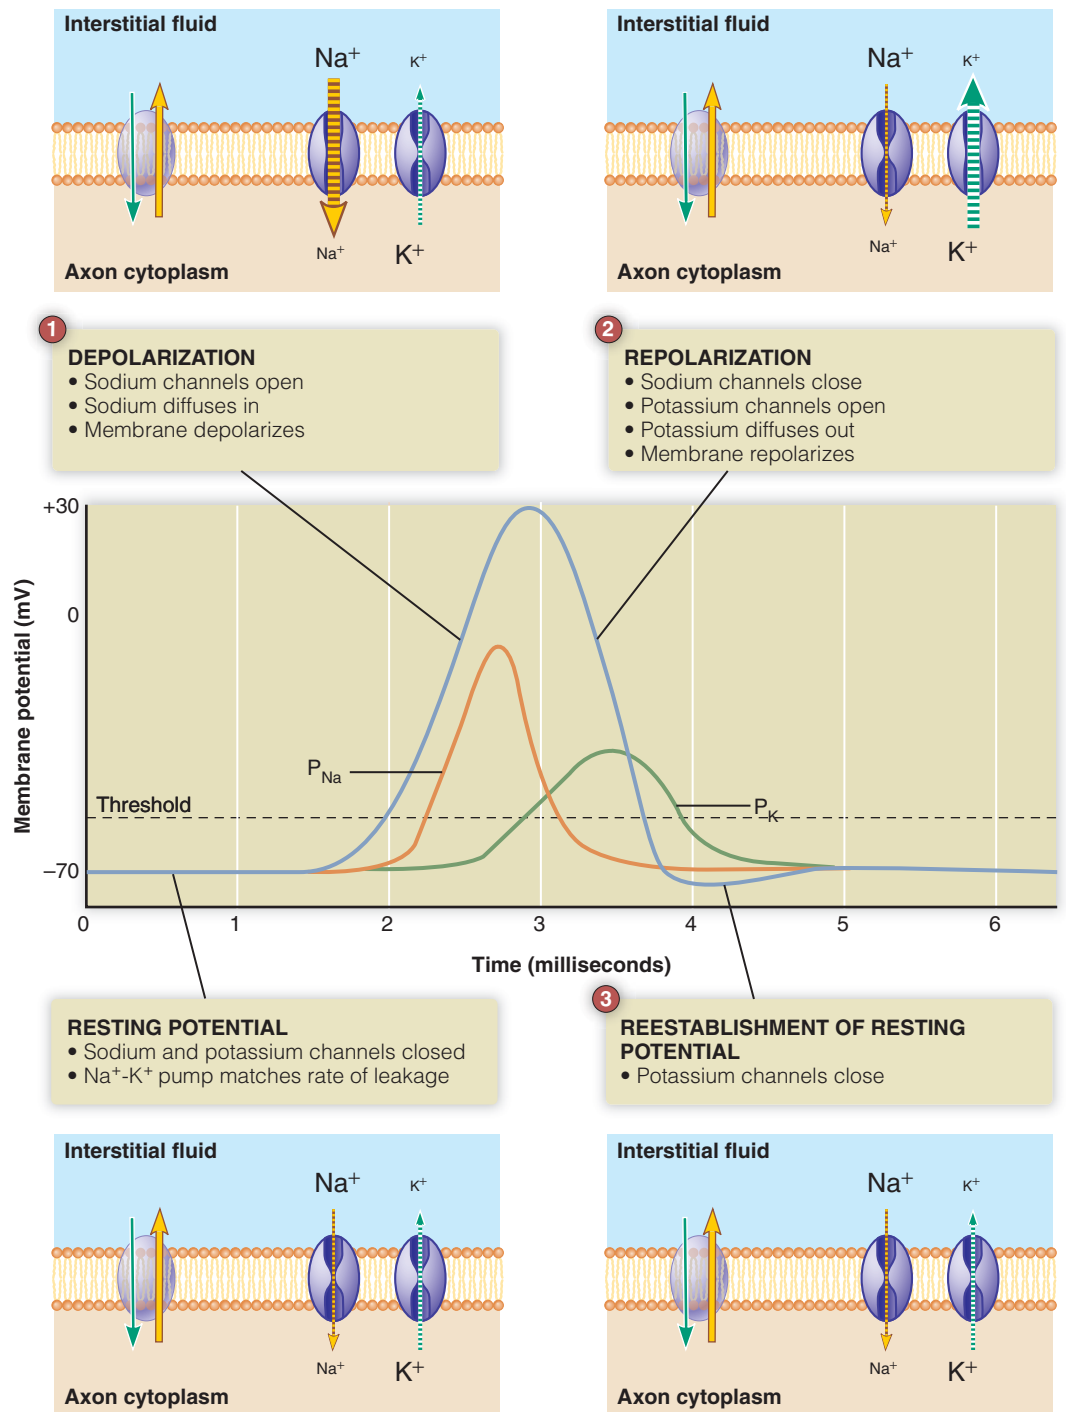 Interstitial fluid
Na+
K+
Na+
K+
Axon cytoplasm
Interstitial fluid
Na+
K+
Na+
K+
Axon cytoplasm
1
DEPOLARIZATION
• Sodium channels open
• Sodium diffuses in
• Membrane depolarizes
2
REPOLARIZATION
• Sodium channels close
• Potassium channels open
• Potassium diffuses out
• Membrane repolarizes
Membrane potential (mV)
+30
0
–70
Threshold
PNa
PK
0 1 2 3 4 5 6
Time (milliseconds)
RESTING POTENTIAL
• Sodium and potassium channels closed
• Na+-K+ pump matches rate of leakage
3
REESTABLISHMENT OF RESTING
POTENTIAL
• Potassium channels close
Interstitial fluid
Na+
K+
Na+
K+
Axon cytoplasm
Interstitial fluid
Na+
K+
Na+
K+
Axon cytoplasm